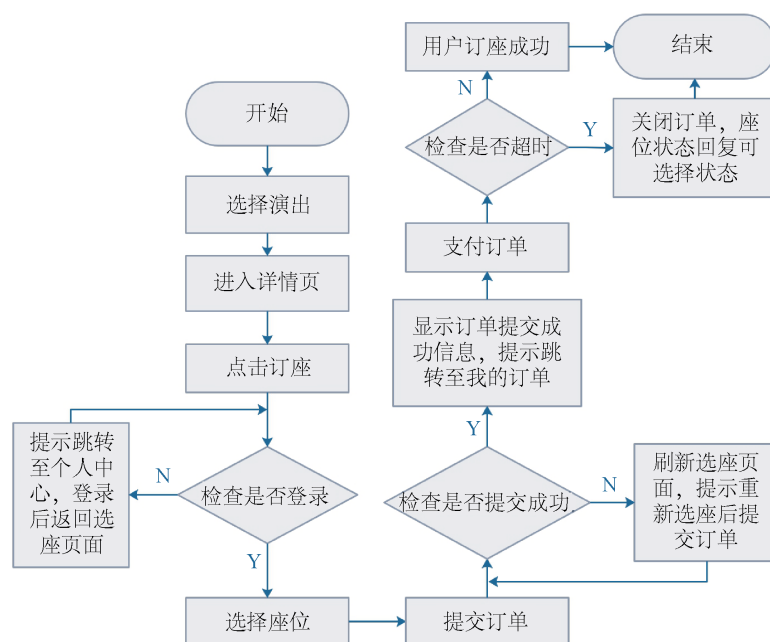 开始
选择演出
进入详情页
点击订座
提示跳转
至个人中
心，登录
后返回选
座页面
N
检查是否登录
Y
选择座位
提交订单
检查是否提交成功
N
刷新选座页
面，提示重
新选座后提
交订单
Y
显示订单提交成
功信息，提示跳
转至我的订单
支付订单
检查是否超时
Y
关闭订单，座
位状态回复可
选择状态
N
用户订座成功
结束